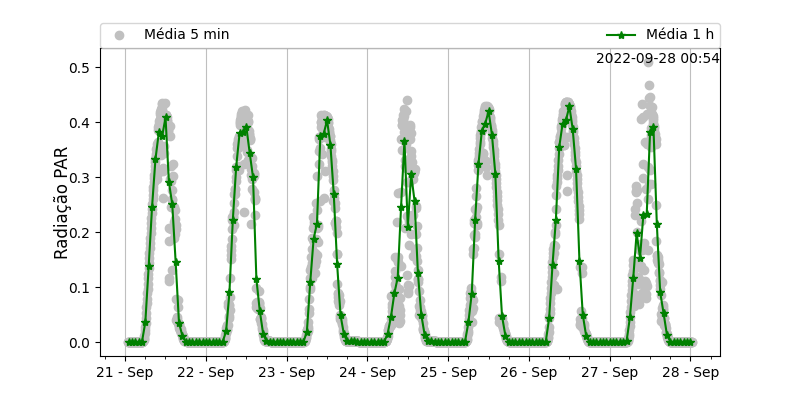 Média 5 min
Média 1 h
2022-09-28 00:54
Radiação PAR
0.5
0.4
0.3
0.2
0.1
0.0
21 - Sep
22 - Sep
23 - Sep
24 - Sep
25 - Sep
26 - Sep
27 - Sep
28 - Sep